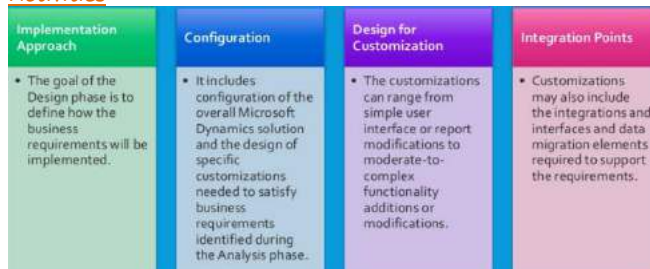 Activities
Implementation
Approach
• The goal of the
Design phase is to
define how the
business
requirements will be
implemented.
Configuration
• It includes
configuration of the
overall Microsoft
Dynamics solution
and the design of
specific
customizations
needed to satisfy
business
requirements
identified during
the Analysis phase.
Design for
Customization
• The customizations
can range from
simple user
interface or report
modifications to
moderate-to-
complex
functionality
additions or
modifications.
Integration Points
• Customizations
may also include
the integrations and
interfaces and data
migration elements
required to support
the requirements.